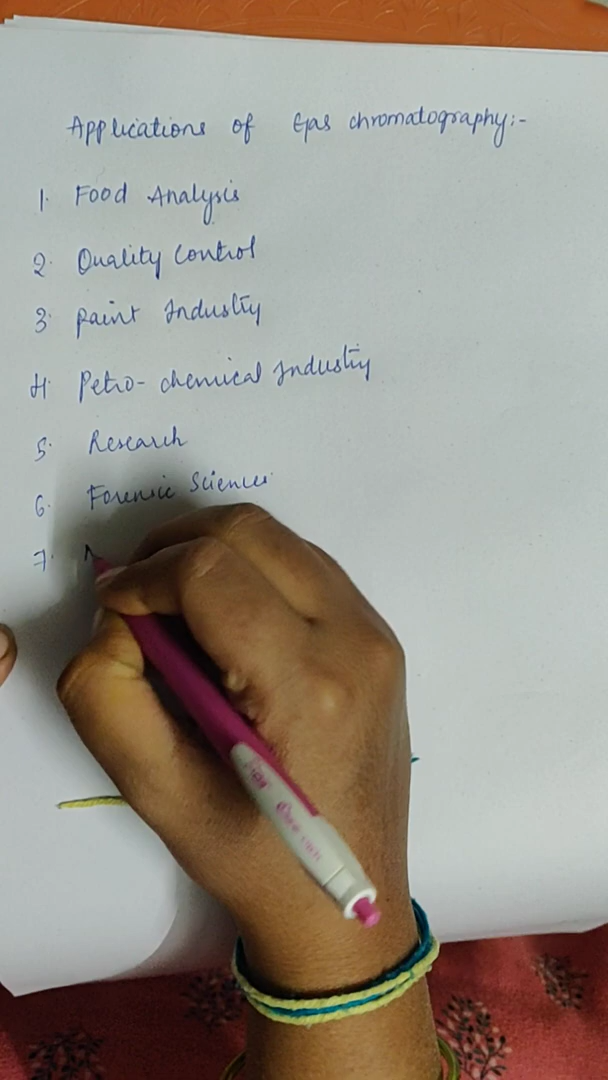 Applications of Gas chromatography:-
1. Food Analysis
2. Quality Control
3. paint Industry
4. Petro-chemical Industry
5. Research
6. Forensic Sciences
7.